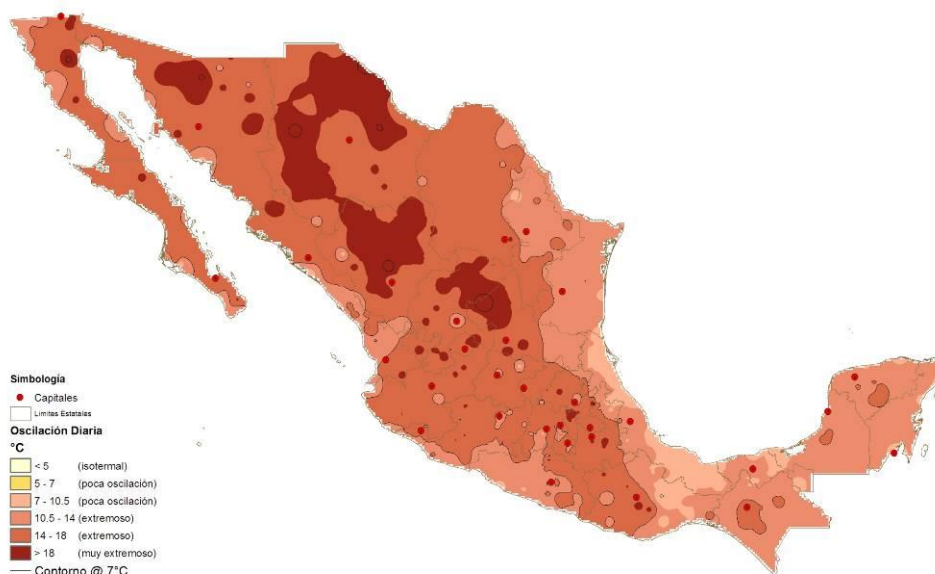 Simbología
Capitales
Limites Estatales
Oscilación Diaria
°C
< 5 (isotermal)
5 - 7 (poca oscilación)
7 - 10.5 (poca oscilación)
10.5 - 14 (extremoso)
14 - 18 (extremoso)
> 18 (muy extremoso)
Contorno @ 7°C